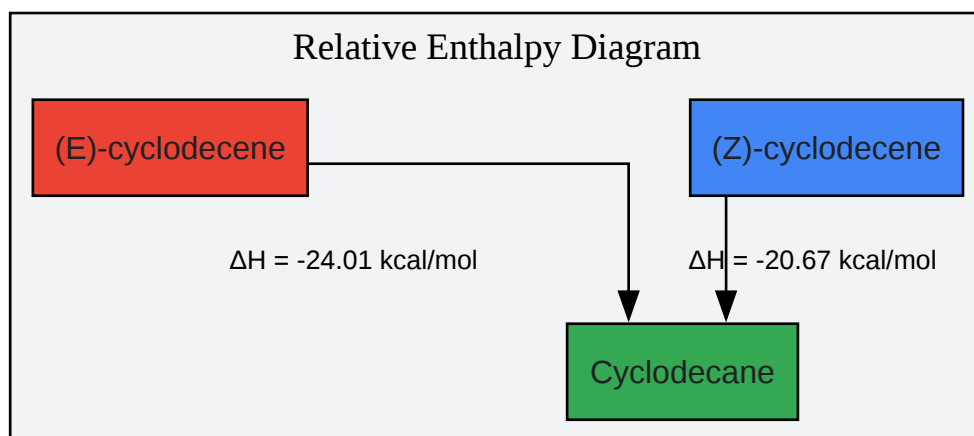 Relative Enthalpy Diagram
(E)-cyclodecene
(Z)-cyclodecene
ΔH = -24.01 kcal/mol
ΔH = -20.67 kcal/mol
Cyclodecane